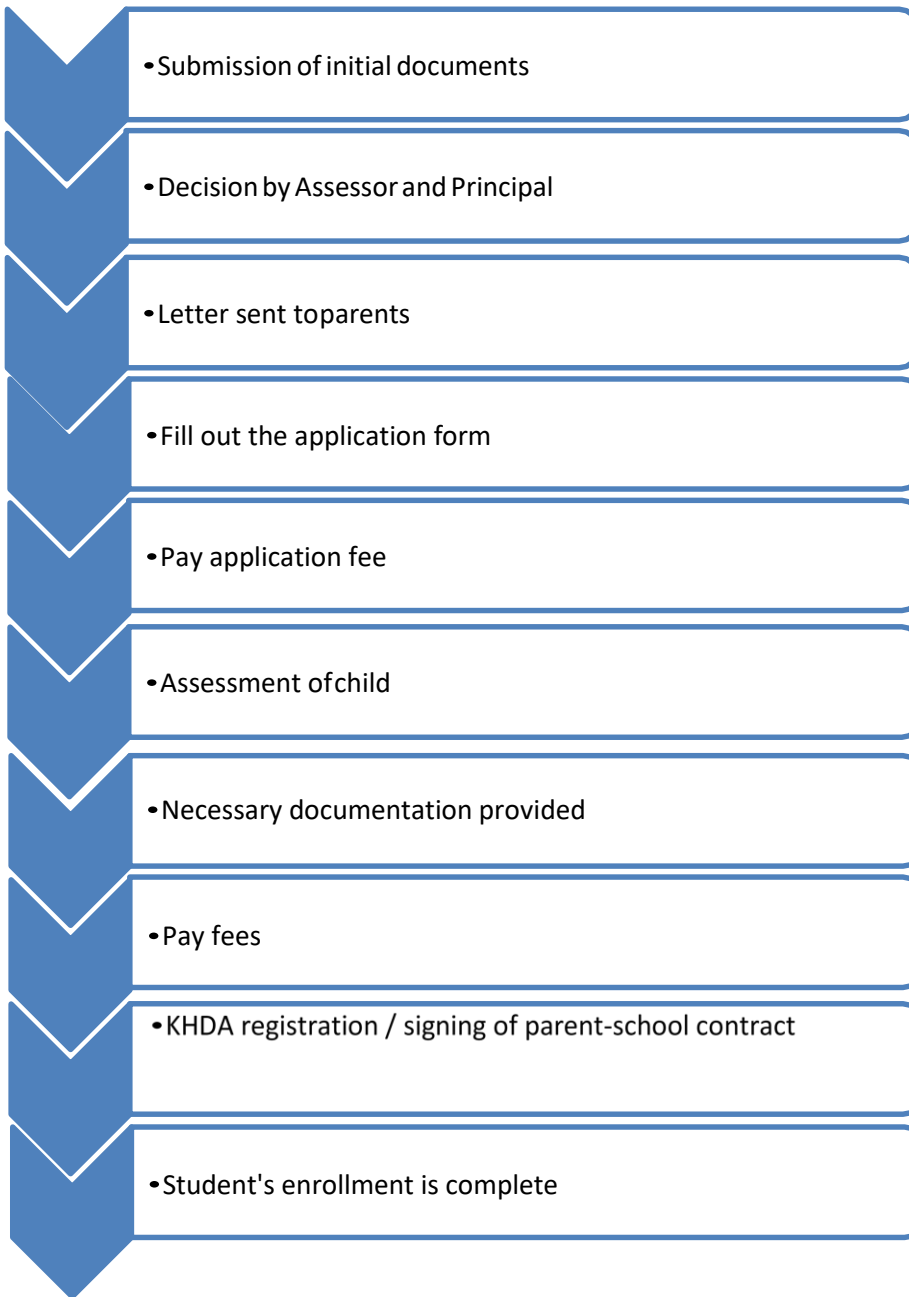 •Submission of initial documents
•Decision by Assessor and Principal
•Letter sent toparents
•Fill out the application form
•Pay application fee
•Assessment ofchild
•Necessary documentation provided
•Pay fees
•KHDA registration / signing of parent-school contract
•Student's enrollment is complete